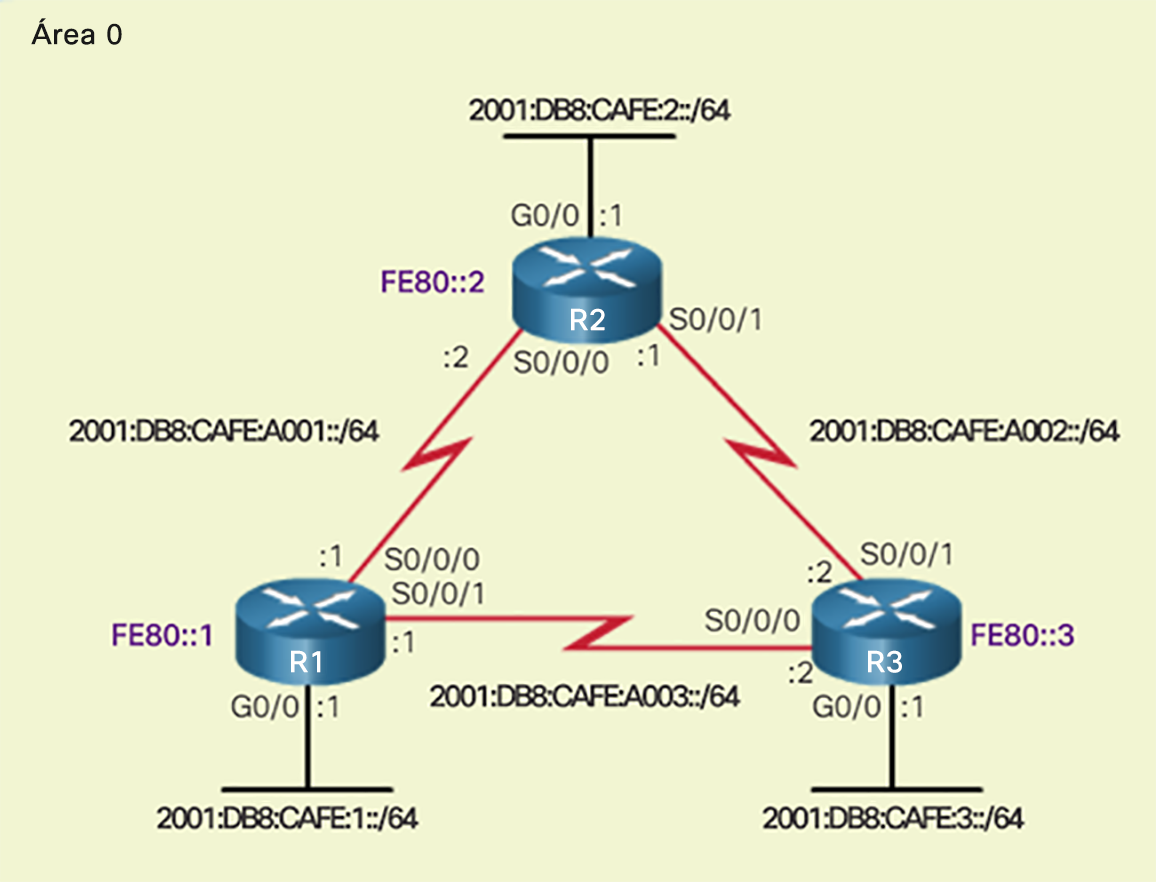 Área 0
2001:DB8:CAFE:2::/64
G0/0 :1
FE80::2
R2
S0/0/1
:2
S0/0/0
:1
2001:DB8:CAFE:A001::/64
2001:DB8:CAFE:A002::/64
:1
S0/0/0
S0/0/1
:2
S0/0/1
FE80::1
R1
:1
S0/0/0
:2
R3
FE80::3
2001:DB8:CAFE:A003::/64
G0/0 :1
G0/0 :1
2001:DB8:CAFE:1::/64
2001:DB8:CAFE:3::/64